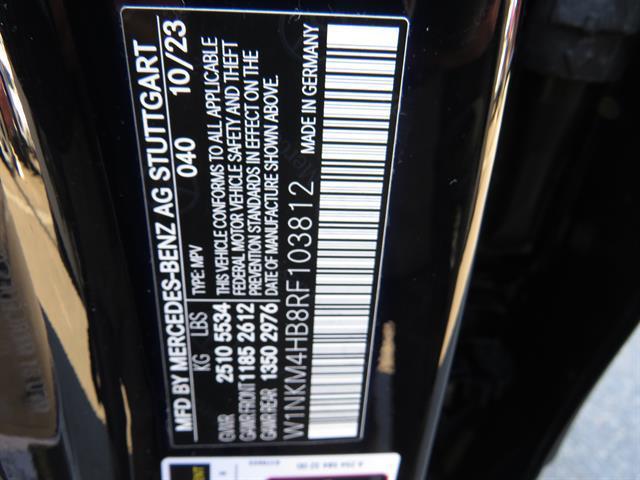 MFD BY MERCEDES-BENZ AG STUTTGART
040 10/23
KG LBS TYPE: MPV
GVWR 2510 5534
GAWR FRONT 1185 2612
GAWR REAR 1350 2976
THIS VEHICLE CONFORMS TO ALL APPLICABLE
FEDERAL MOTOR VEHICLE SAFETY AND THEFT
PREVENTION STANDARDS IN EFFECT ON THE
DATE OF MANUFACTURE SHOWN ABOVE.
MADE IN GERMANY
W1NKM4HB8RF103812